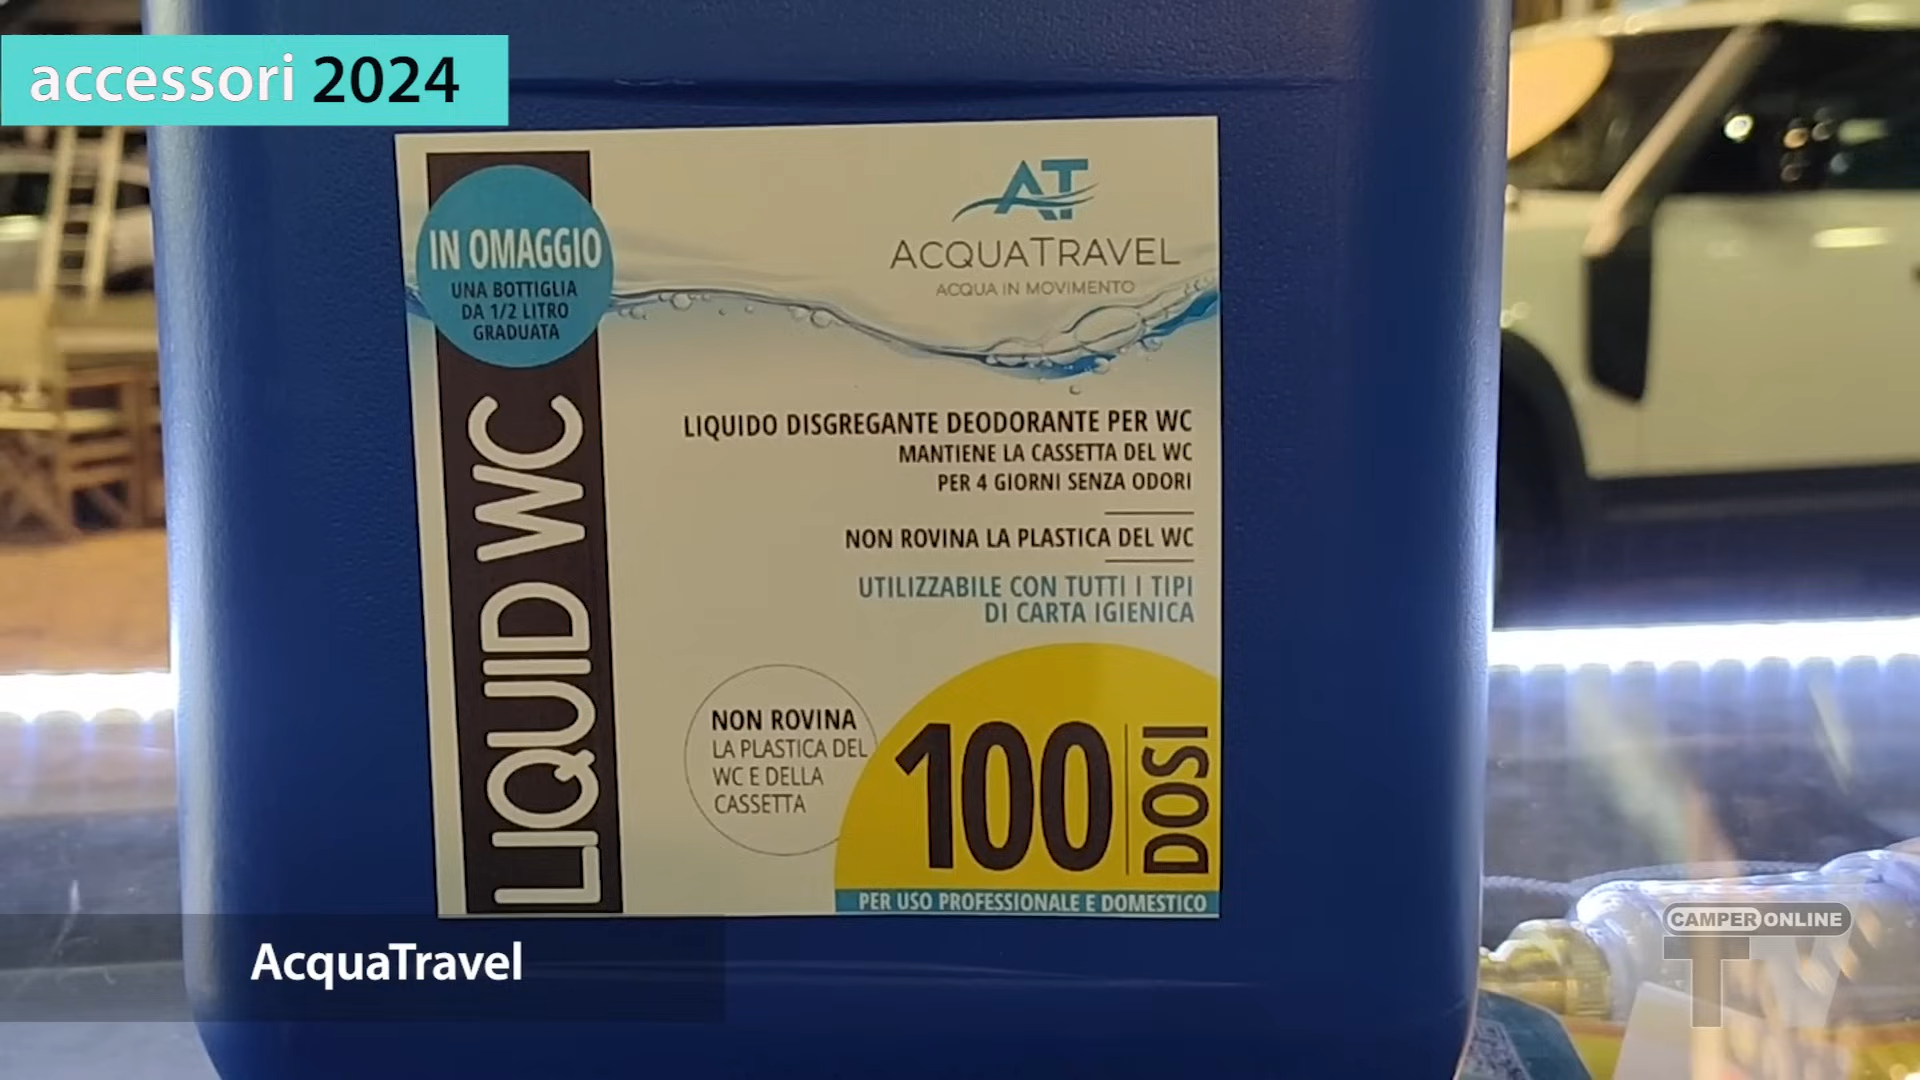 accessori 2024
IN OMAGGIO
UNA BOTTIGLIA
DA 1/2 LITRO
GRADUATA
LIQUID WC
AT
ACQUATRAVEL
ACQUA IN MOVIMENTO
LIQUIDO DISGREGANTE DEODORANTE PER WC
MANTIENE LA CASSETTA DEL WC
PER 4 GIORNI SENZA ODORI
NON ROVINA LA PLASTICA DEL WC
UTILIZZABILE CON TUTTI I TIPI
DI CARTA IGIENICA
NON ROVINA
LA PLASTICA DEL
WC E DELLA
CASSETTA
100
DOSI
PER USO PROFESSIONALE E DOMESTICO
AcquaTravel
CAMPER ONLINE
TV